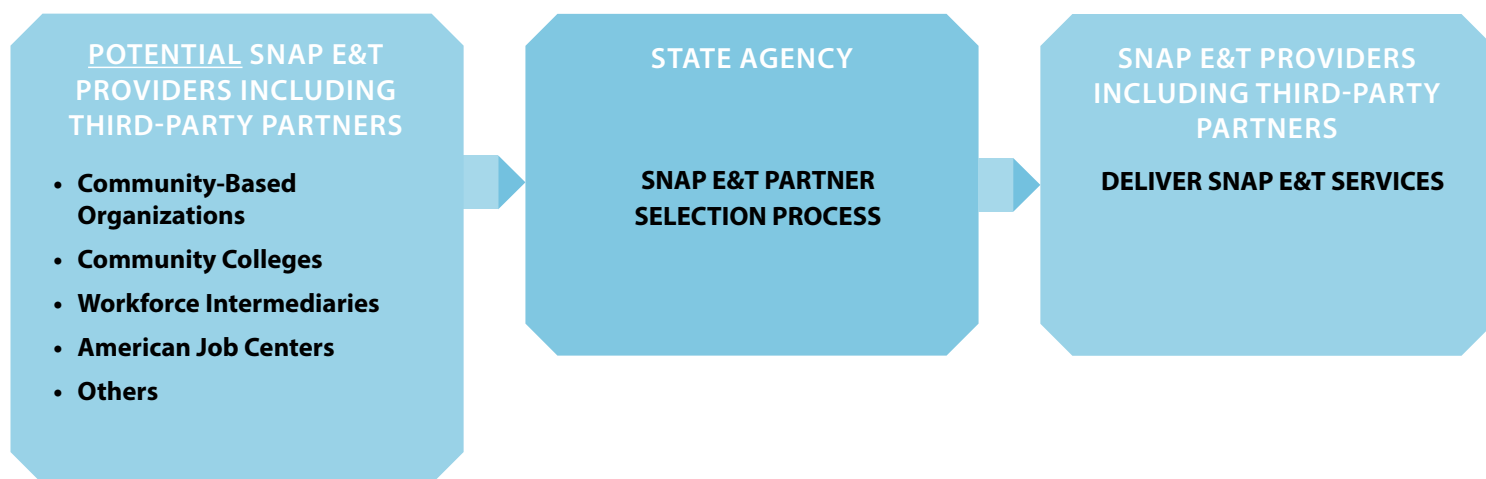 POTENTIAL SNAP E&T
PROVIDERS INCLUDING
THIRD-PARTY PARTNERS
• Community-Based
Organizations
• Community Colleges
• Workforce Intermediaries
• American Job Centers
• Others
STATE AGENCY
SNAP E&T PARTNER
SELECTION PROCESS
SNAP E&T PROVIDERS
INCLUDING THIRD-PARTY
PARTNERS
DELIVER SNAP E&T SERVICES